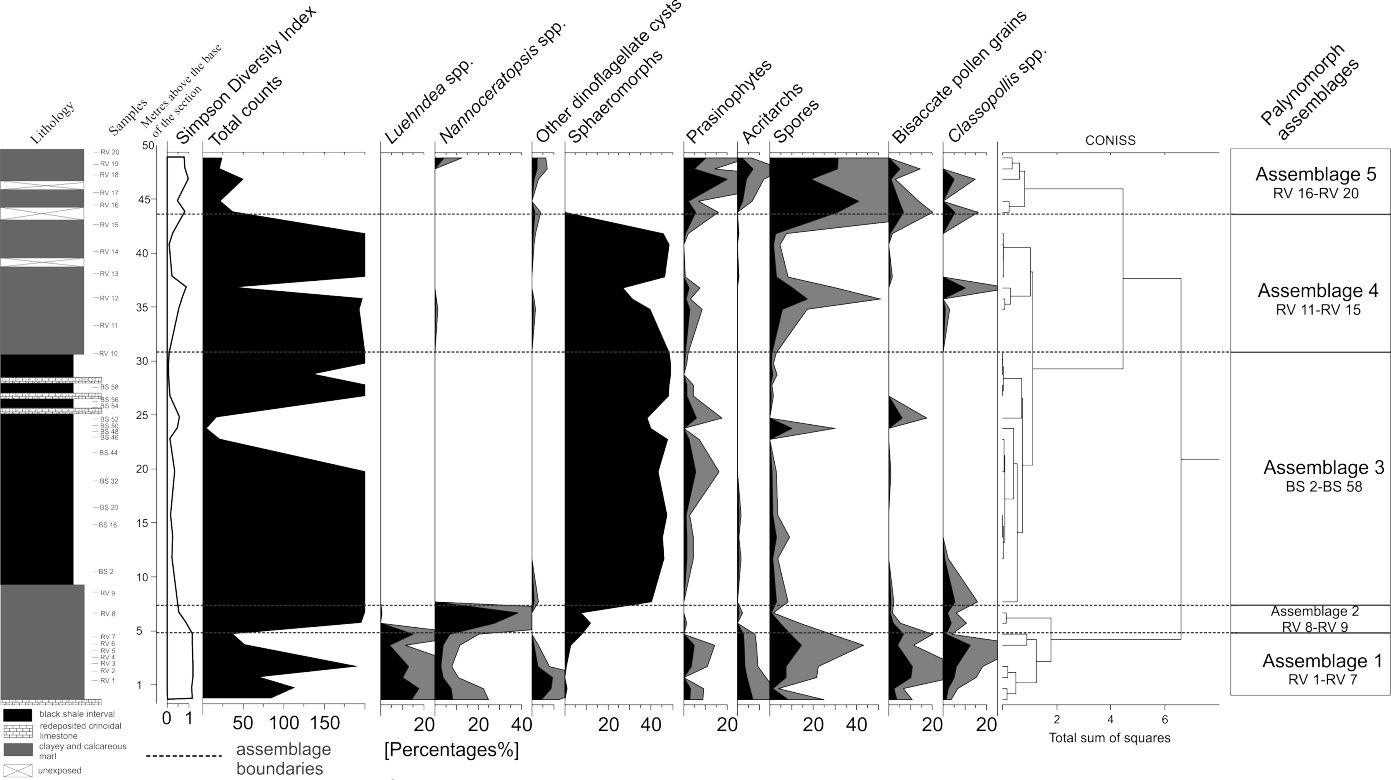 Lithology
Samples
Metres above the base
of the section
Simpson Diversity Index
Total counts
Luehndea spp.
Nannoceratopsis spp.
Other dinoflagellate cysts
Sphaeromorphs
Prasinophytes
Acritarchs
Spores
Bisaccate pollen grains
Classopollis spp.
CONISS
Palynomorph
assemblages
RV 20
RV 19
RV 18
RV 17
RV 16
RV 15
RV 14
RV 13
RV 12
RV 11
RV 10
BS 58
BS 56
BS 54
BS 52
BS 50
BS 48
BS 46
BS 44
BS 32
BS 20
BS 16
BS 2
RV 9
RV 8
RV 7
RV 6
RV 5
RV 4
RV 3
RV 2
RV 1
50
45
40
35
30
25
20
15
10
5
1
Assemblage 5
RV 16-RV 20
Assemblage 4
RV 11-RV 15
Assemblage 3
BS 2-BS 58
Assemblage 2
RV 8-RV 9
Assemblage 1
RV 1-RV 7
0 1 50 100 150 20 20 40 20 20 40 20 20 20 40 20 20
2 4 6
Total sum of squares
[Percentages%]
black shale interval
redeposited crinoidal
limestone
clayey and calcareous
marl
unexposed
assemblage
boundaries